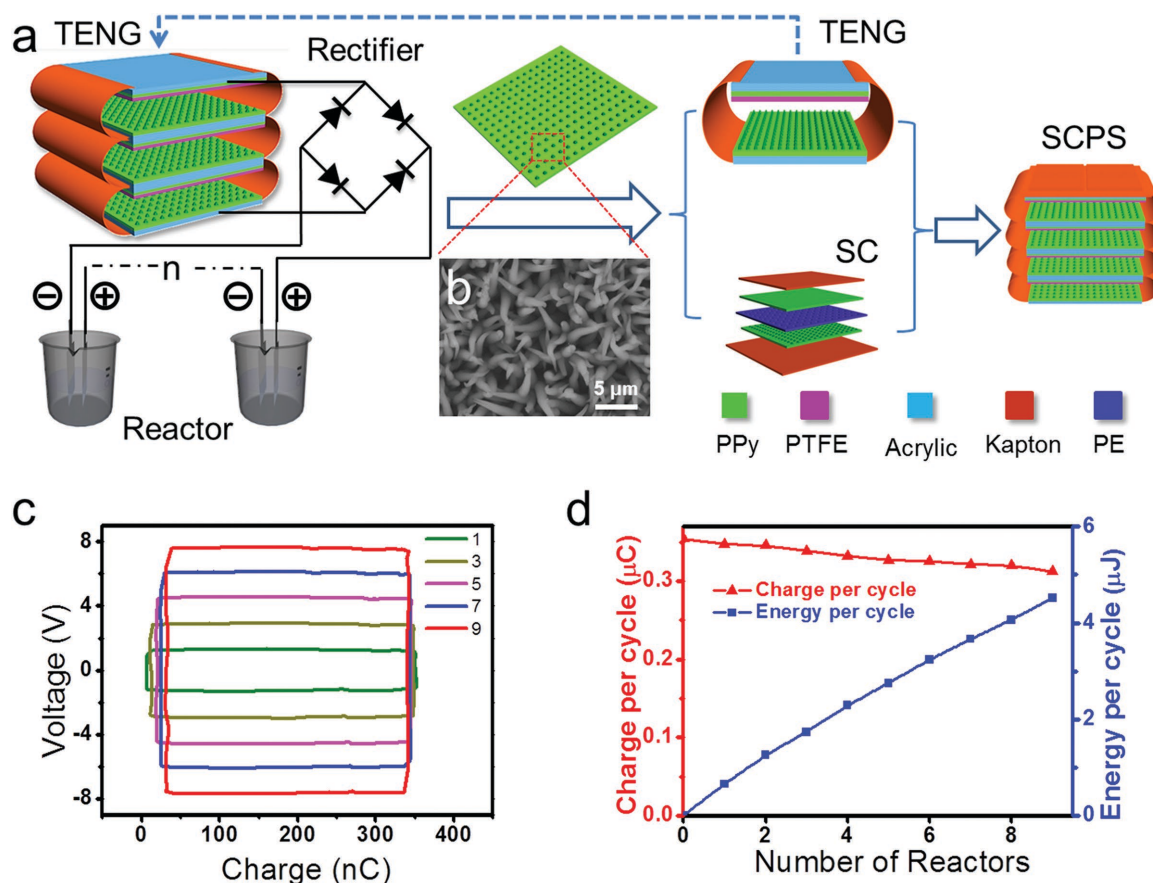 a
TENG
Rectifier
TENG
SCPS
n
SC
b
5 μm
Reactor
PPy
PTFE
Acrylic
Kapton
PE
c
8
4
0
-4
-8
Voltage (V)
1
3
5
7
9
0
100
200
300
400
Charge (nC)
d
0.3
0.2
0.1
0.0
Charge per cycle (μC)
Charge per cycle
Energy per cycle
6
4
2
0
Energy per cycle (μJ)
0
2
4
6
8
Number of Reactors